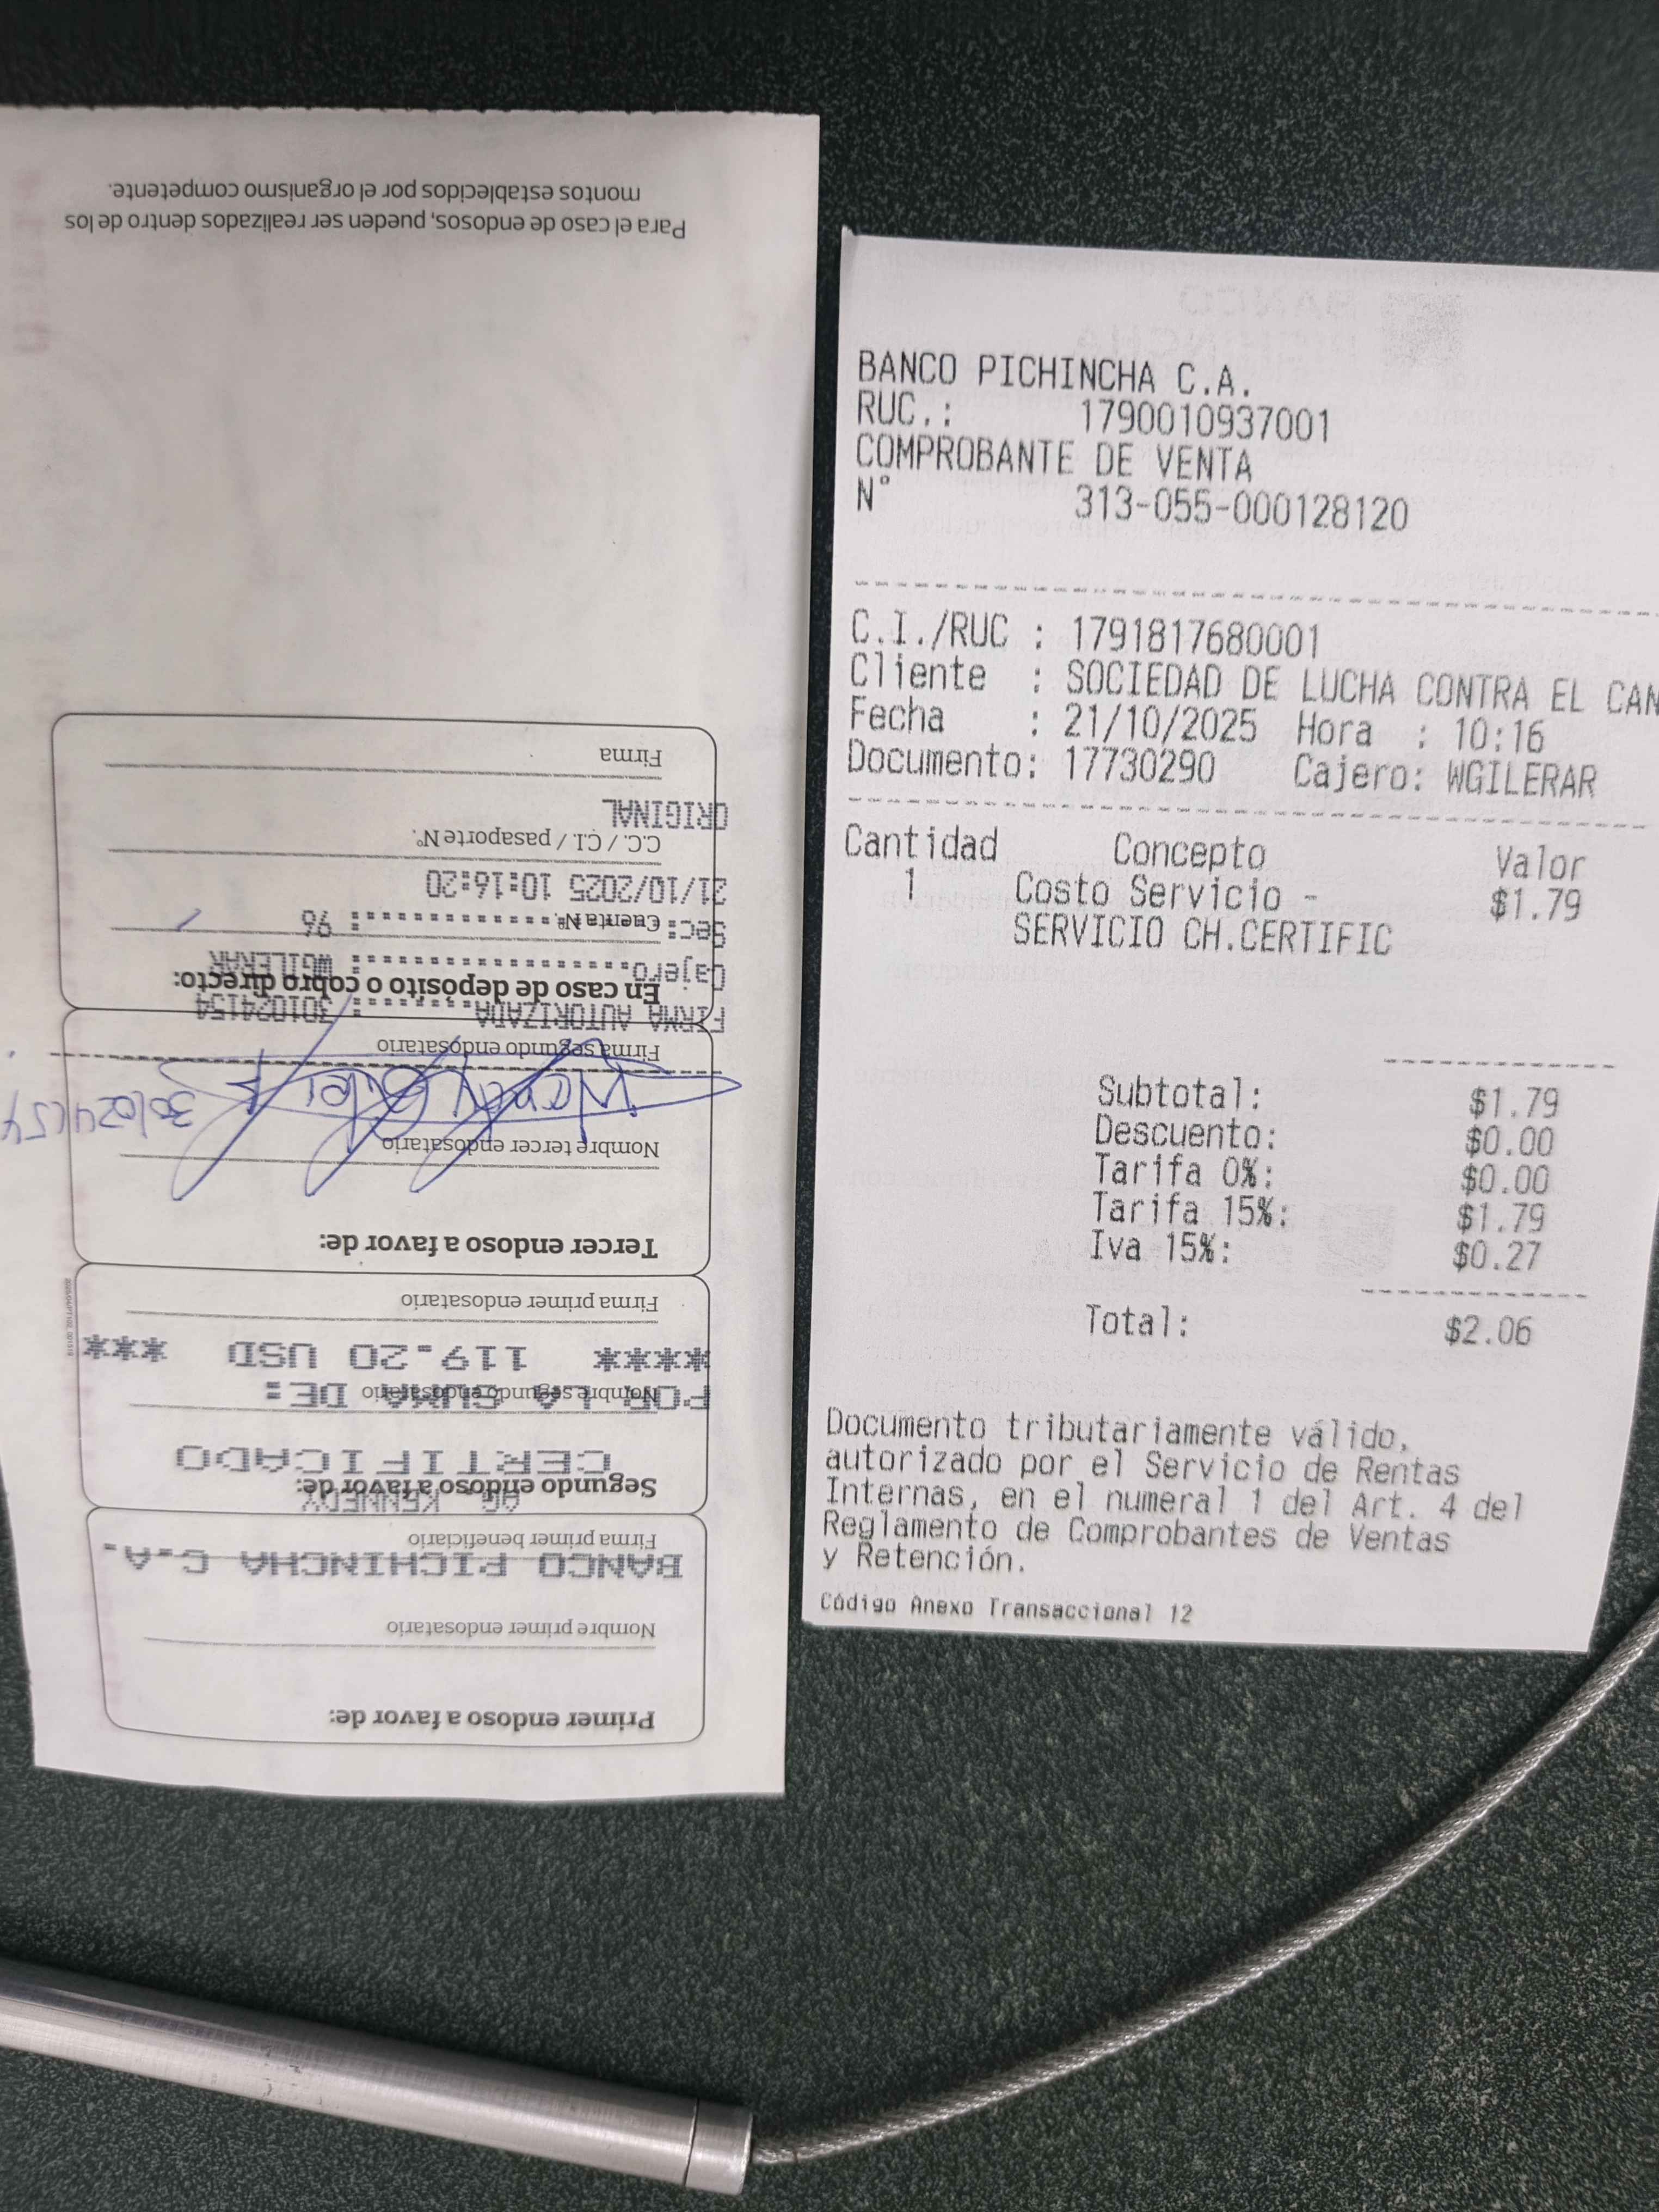 Para el caso de endosos, pueden ser realizados dentro de los
montos establecidos por el organismo competente.
Primer endoso a favor de:
Nombre primer endosatario
BANCO PICHINCHA C.A.
Firma primer beneficiario
AG. KENNEDY
Segundo endoso a favor de:
CERTIFICADO
Nombre segundo endosatario
POR LA SUMA DE:
**** 119.20 USD ***
Firma primer endosatario
Tercer endoso a favor de:
Nombre tercer endosatario
301024154
Firma segundo endosatario
FIRMA AUTORIZADA.......: 301024154
En caso de depósito o cobro directo:
Cajero.................: WGILERAR
Cuenta Nº.
Sec:..............: 96
21/10/2025 10:16:20
C.C. / C.I. / pasaporte Nº.
ORIGINAL
Firma
BANCO PICHINCHA C.A.
RUC.: 1790010937001
COMPROBANTE DE VENTA
N° 313-055-000128120
C.I./RUC : 1791817680001
Cliente : SOCIEDAD DE LUCHA CONTRA EL CAN
Fecha : 21/10/2025 Hora : 10:16
Documento: 17730290 Cajero: WGILERAR
Cantidad Concepto Valor
1 Costo Servicio - $1.79
SERVICIO CH.CERTIFIC
Subtotal: $1.79
Descuento: $0.00
Tarifa 0%: $0.00
Tarifa 15%: $1.79
Iva 15%: $0.27
Total: $2.06
Documento tributariamente válido,
autorizado por el Servicio de Rentas
Internas, en el numeral 1 del Art. 4 del
Reglamento de Comprobantes de Ventas
y Retención.
Código Anexo Transaccional 12